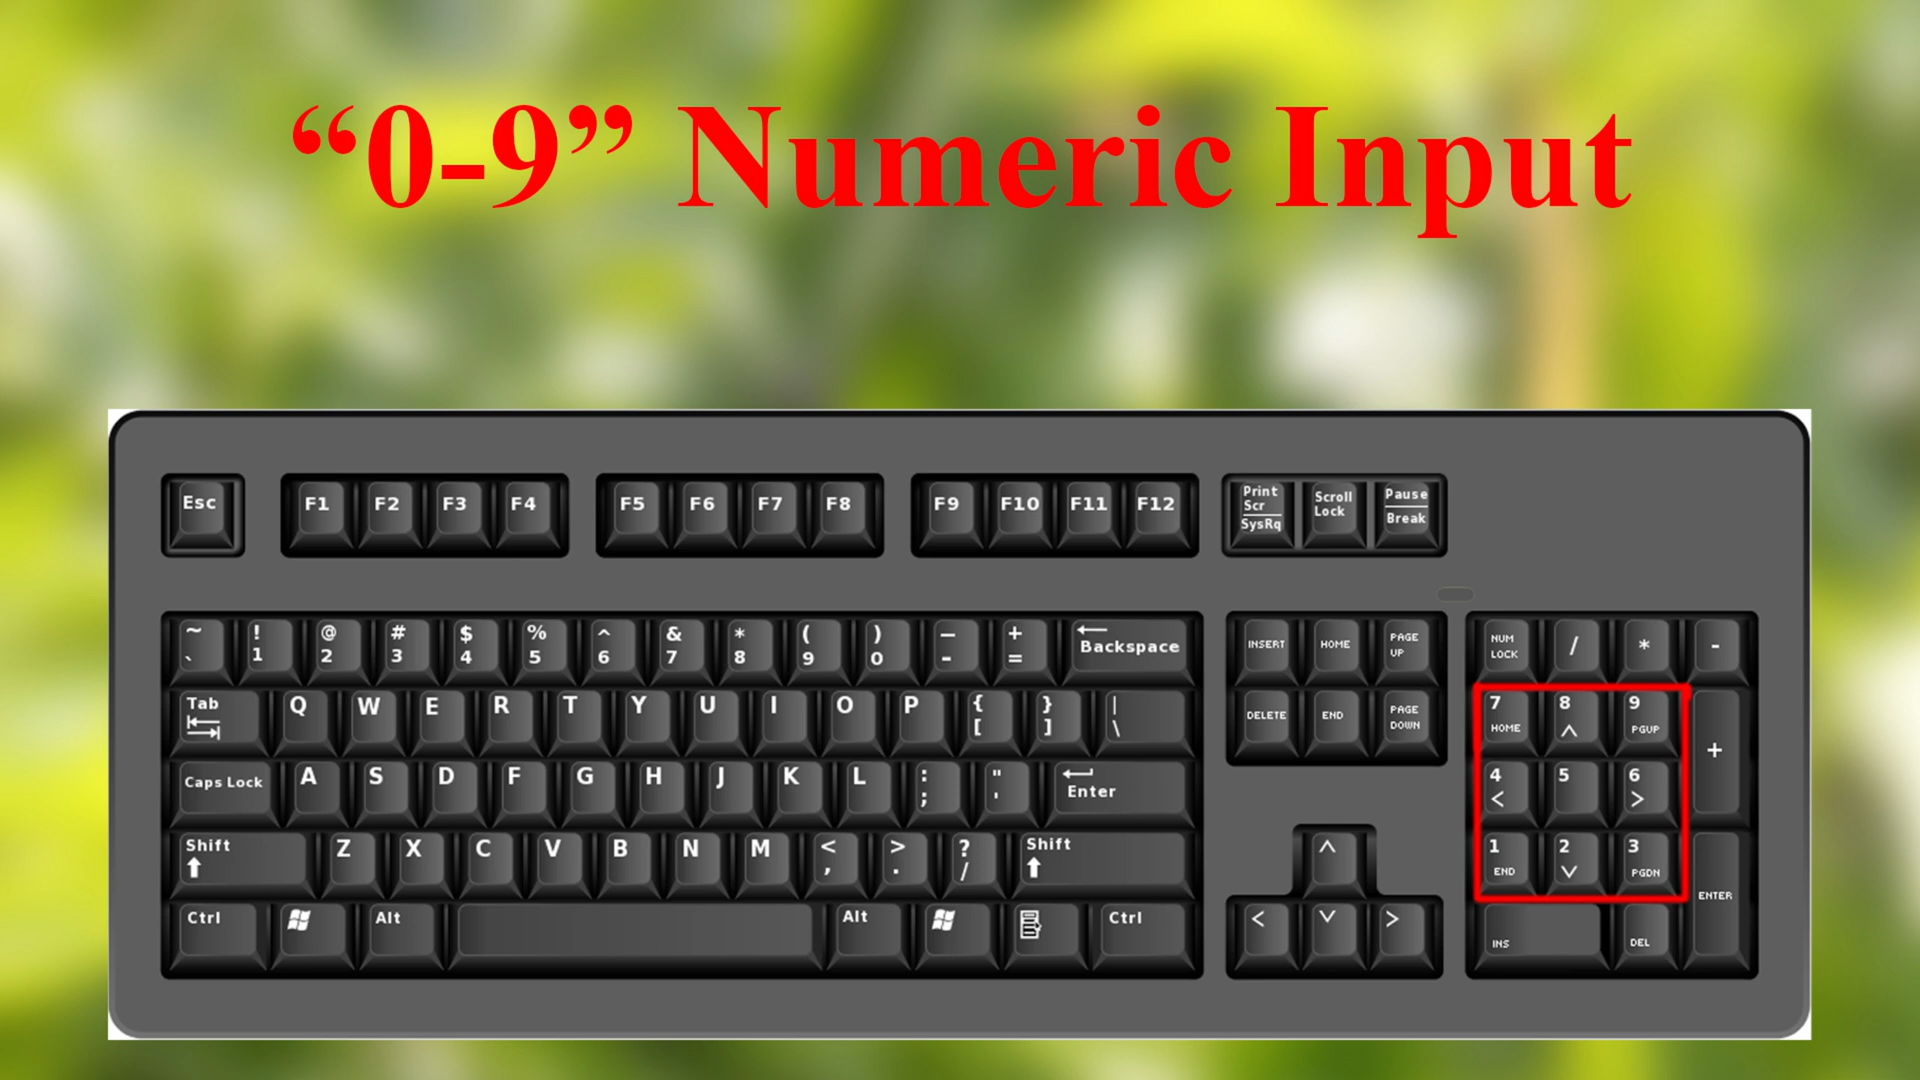 “0-9” Numeric Input
Esc F1 F2 F3 F4 F5 F6 F7 F8 F9 F10 F11 F12 Print Scr SysRq Scroll Lock Pause Break
~ ` ! 1 @ 2 # 3 $ 4 % 5 ^ 6 & 7 * 8 ( 9 ) 0 – - + = Backspace INSERT HOME PAGE UP NUM LOCK / * -
Tab Q W E R T Y U I O P { [ } ] | \ DELETE END PAGE DOWN 7 HOME 8 ^ 9 PGUP +
Caps Lock A S D F G H J K L : ; " ' Enter 4 < 5 6 >
Shift Z X C V B N M < , > . ? / Shift ^ 1 END 2 v 3 PGDN ENTER
Ctrl Alt Alt Ctrl < v > INS DEL